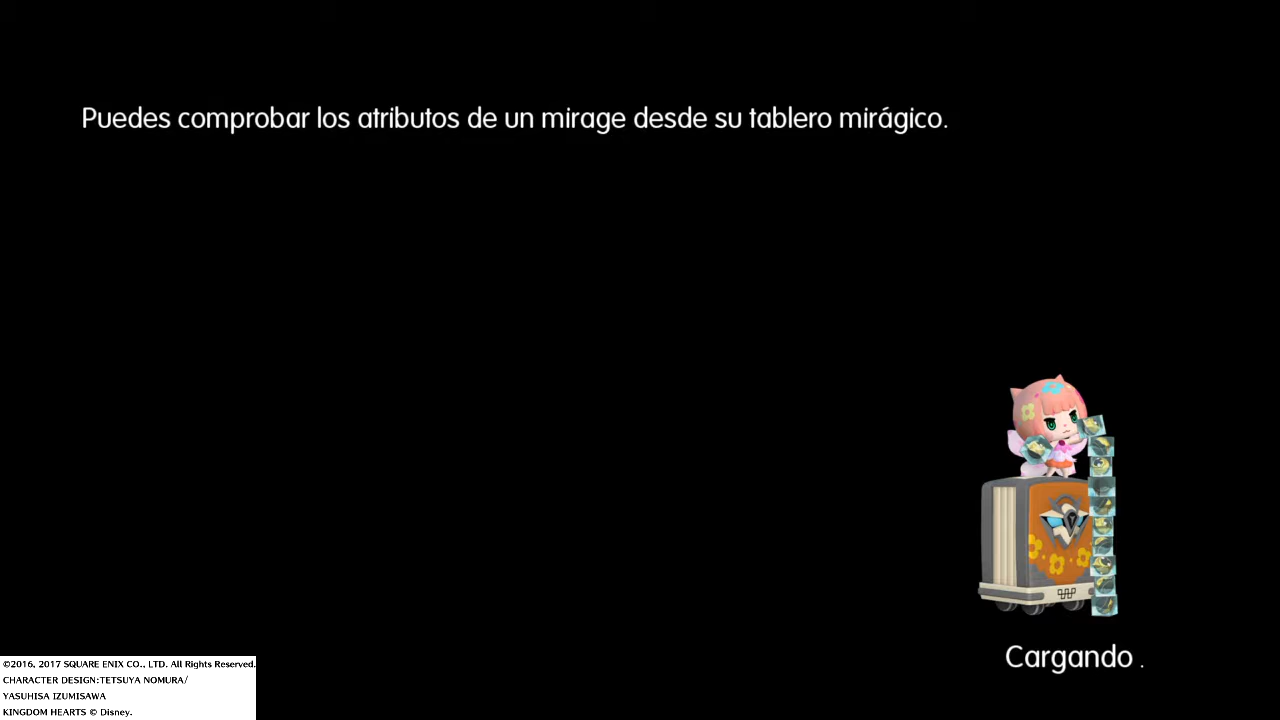 Puedes comprobar los atributos de un mirage desde su tablero mirágico.
Cargando .
©2016, 2017 SQUARE ENIX CO., LTD. All Rights Reserved.
CHARACTER DESIGN:TETSUYA NOMURA/
YASUHISA IZUMISAWA
KINGDOM HEARTS © Disney.